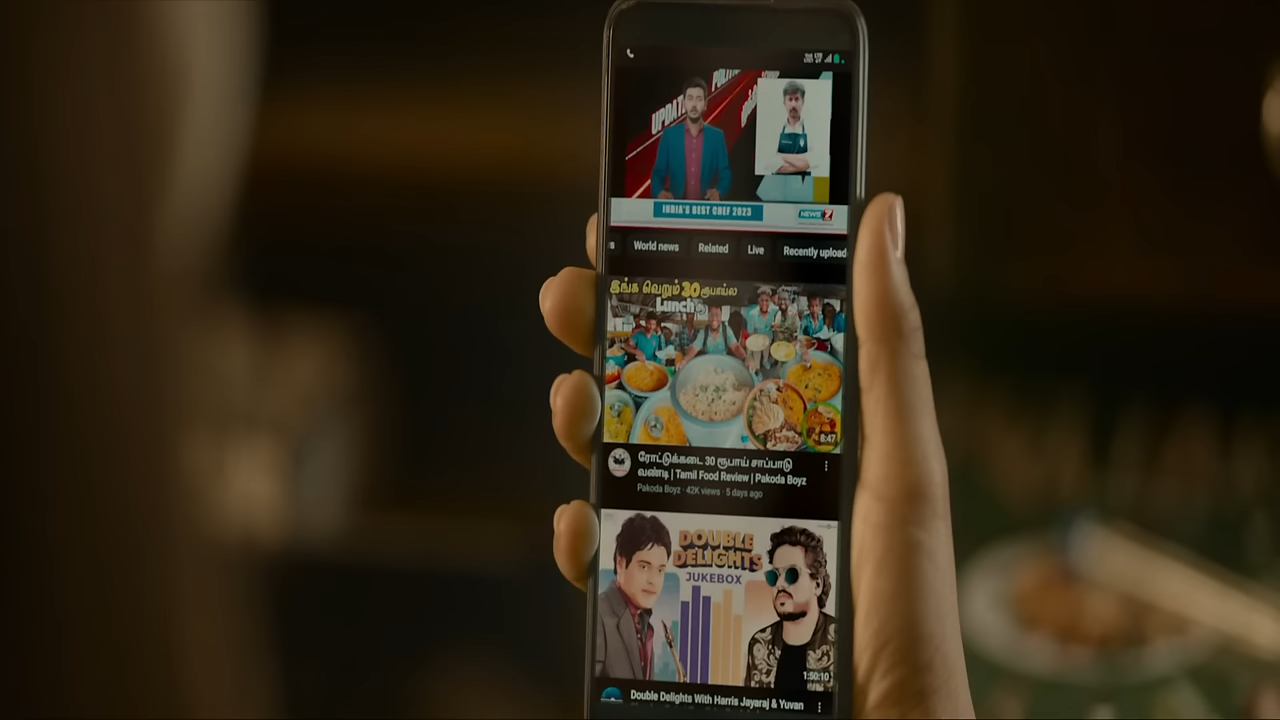 UPDAT
POLIT
INDIA'S BEST CHEF 2023
NEWS 7
World news
Related
Live
Recently upload
இங்க வெறும் 30 ரூபாய்ல
Lunch
8:47
ரோட்டுக்கடை 30 ரூபாய் சாப்பாடு
வண்டி | Tamil Food Review | Pakoda Boyz
Pakoda Boyz · 42K views · 5 days ago
DOUBLE
DELIGHTS
JUKEBOX
1:50:10
Double Delights With Harris Jayaraj & Yuvan